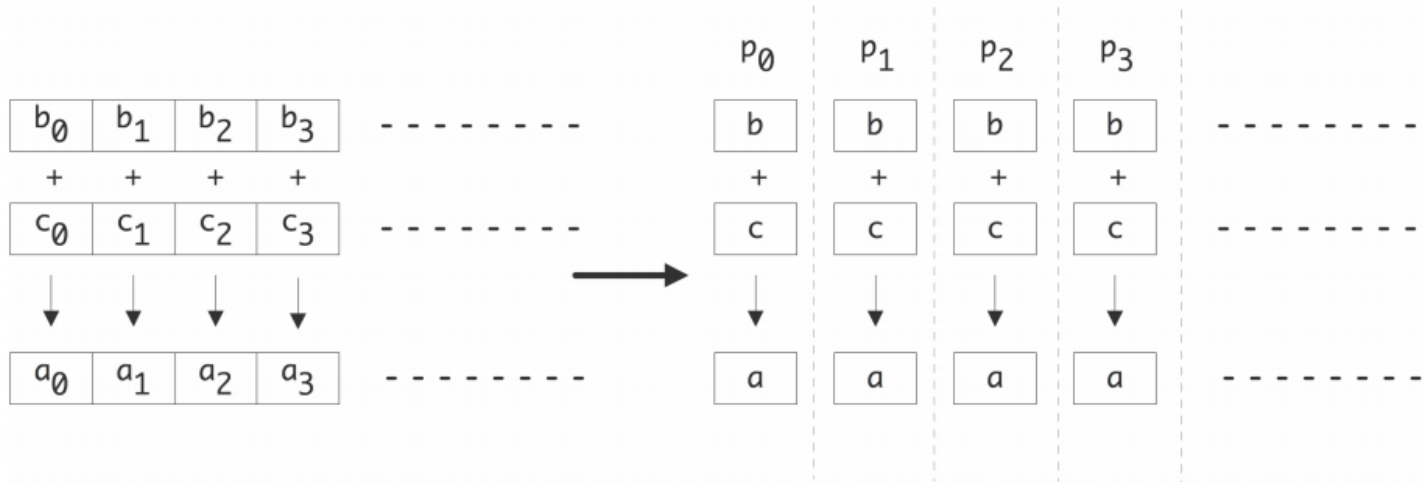 p0 p1 p2 p3
b0 b1 b2 b3 - - - - - - - - b b b b - - - - - - - -
+ + + + + + + +
c0 c1 c2 c3 - - - - - - - - c c c c - - - - - - - -
a0 a1 a2 a3 - - - - - - - - a a a a - - - - - - - -